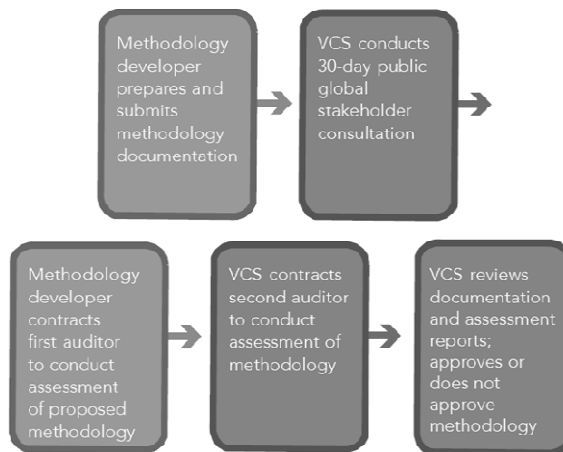 Methodology
developer
prepares and
submits
methodology
documentation
VCS conducts
30-day public
global
stakeholder
consultation
Methodology
developer
contracts
first auditor
to conduct
assessment
of proposed
methodology
VCS contracts
second auditor
to conduct
assessment of
methodology
VCS reviews
documentation
and assessment
reports;
approves or
does not
approve
methodology